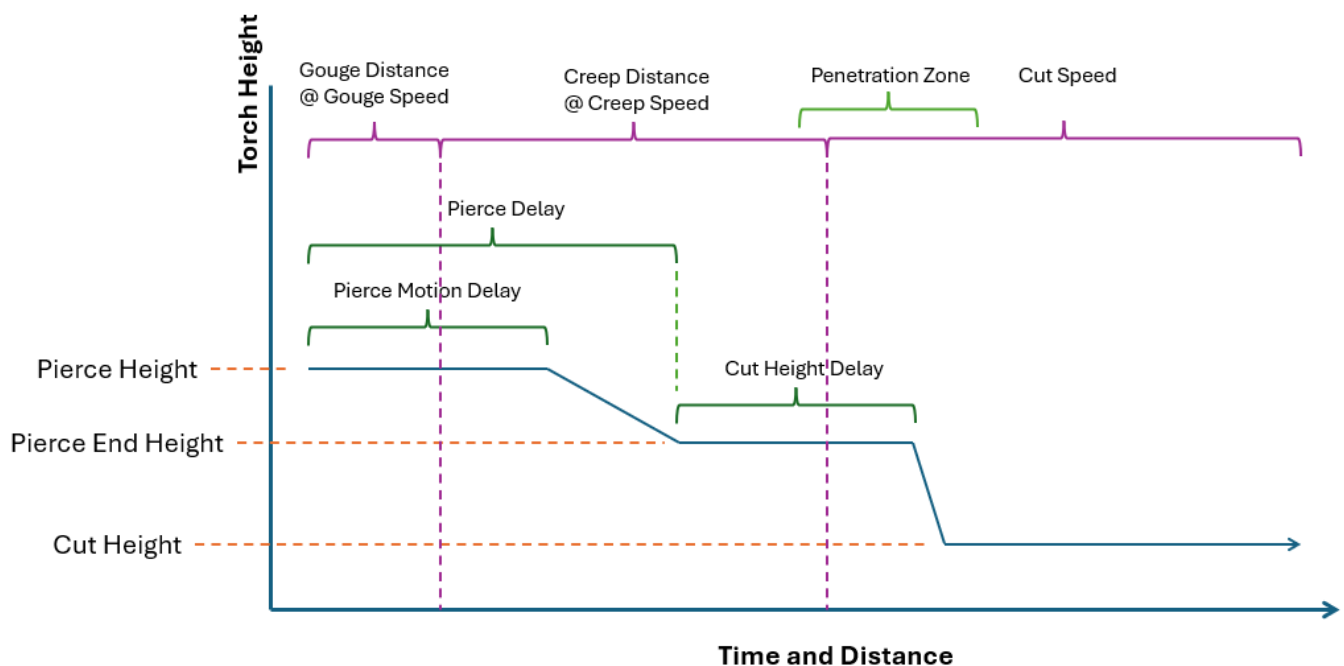 Torch Height
Gouge Distance
@ Gouge Speed
Creep Distance
@ Creep Speed
Penetration Zone
Cut Speed
Pierce Delay
Pierce Motion Delay
Pierce Height
Cut Height Delay
Pierce End Height
Cut Height
Time and Distance